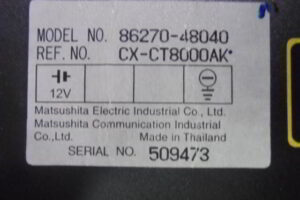 MODEL NO. 86270-48040
REF. NO. CX-CT8000AK*
12V
Matsushita Electric Industrial Co., Ltd.
Matsushita Communication Industrial
Co., Ltd. Made in Thailand
SERIAL NO. 509473